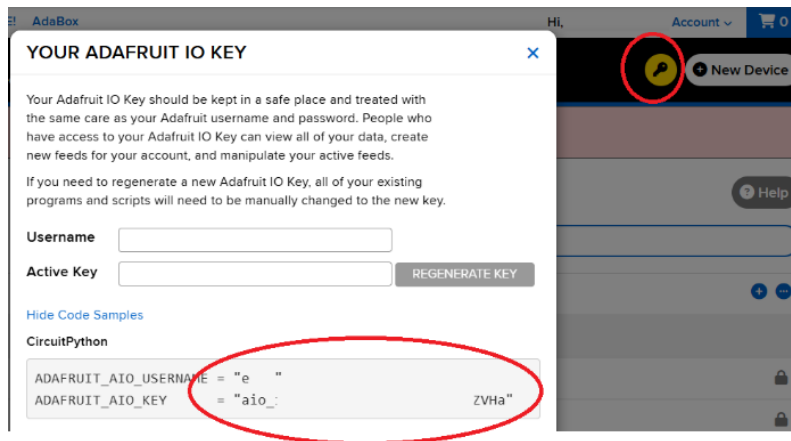 E! AdaBox Hi, Account 0
YOUR ADAFRUIT IO KEY ×
New Device
Your Adafruit IO Key should be kept in a safe place and treated with
the same care as your Adafruit username and password. People who
have access to your Adafruit IO Key can view all of your data, create
new feeds for your account, and manipulate your active feeds.
If you need to regenerate a new Adafruit IO Key, all of your existing
programs and scripts will need to be manually changed to the new key.
? Help
Username
Active Key REGENERATE KEY
Hide Code Samples
CircuitPython
ADAFRUIT_AIO_USERNAME = "e "
ADAFRUIT_AIO_KEY = "aio_: ZVHa"